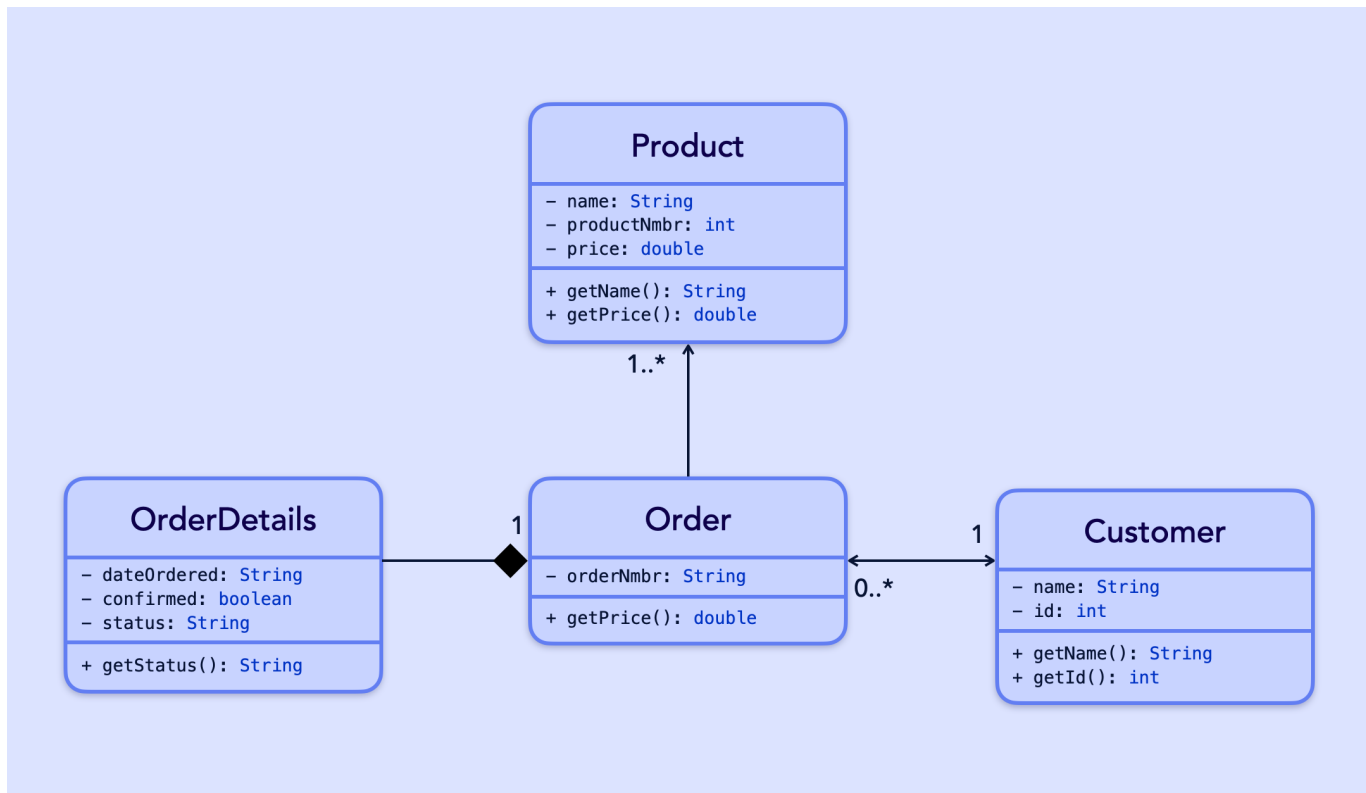 Product
- name: String
- productNmbr: int
- price: double
+ getName(): String
+ getPrice(): double
1..*
OrderDetails
- dateOrdered: String
- confirmed: boolean
- status: String
+ getStatus(): String
1
Order
- orderNmbr: String
+ getPrice(): double
0..*
1
Customer
- name: String
- id: int
+ getName(): String
+ getId(): int